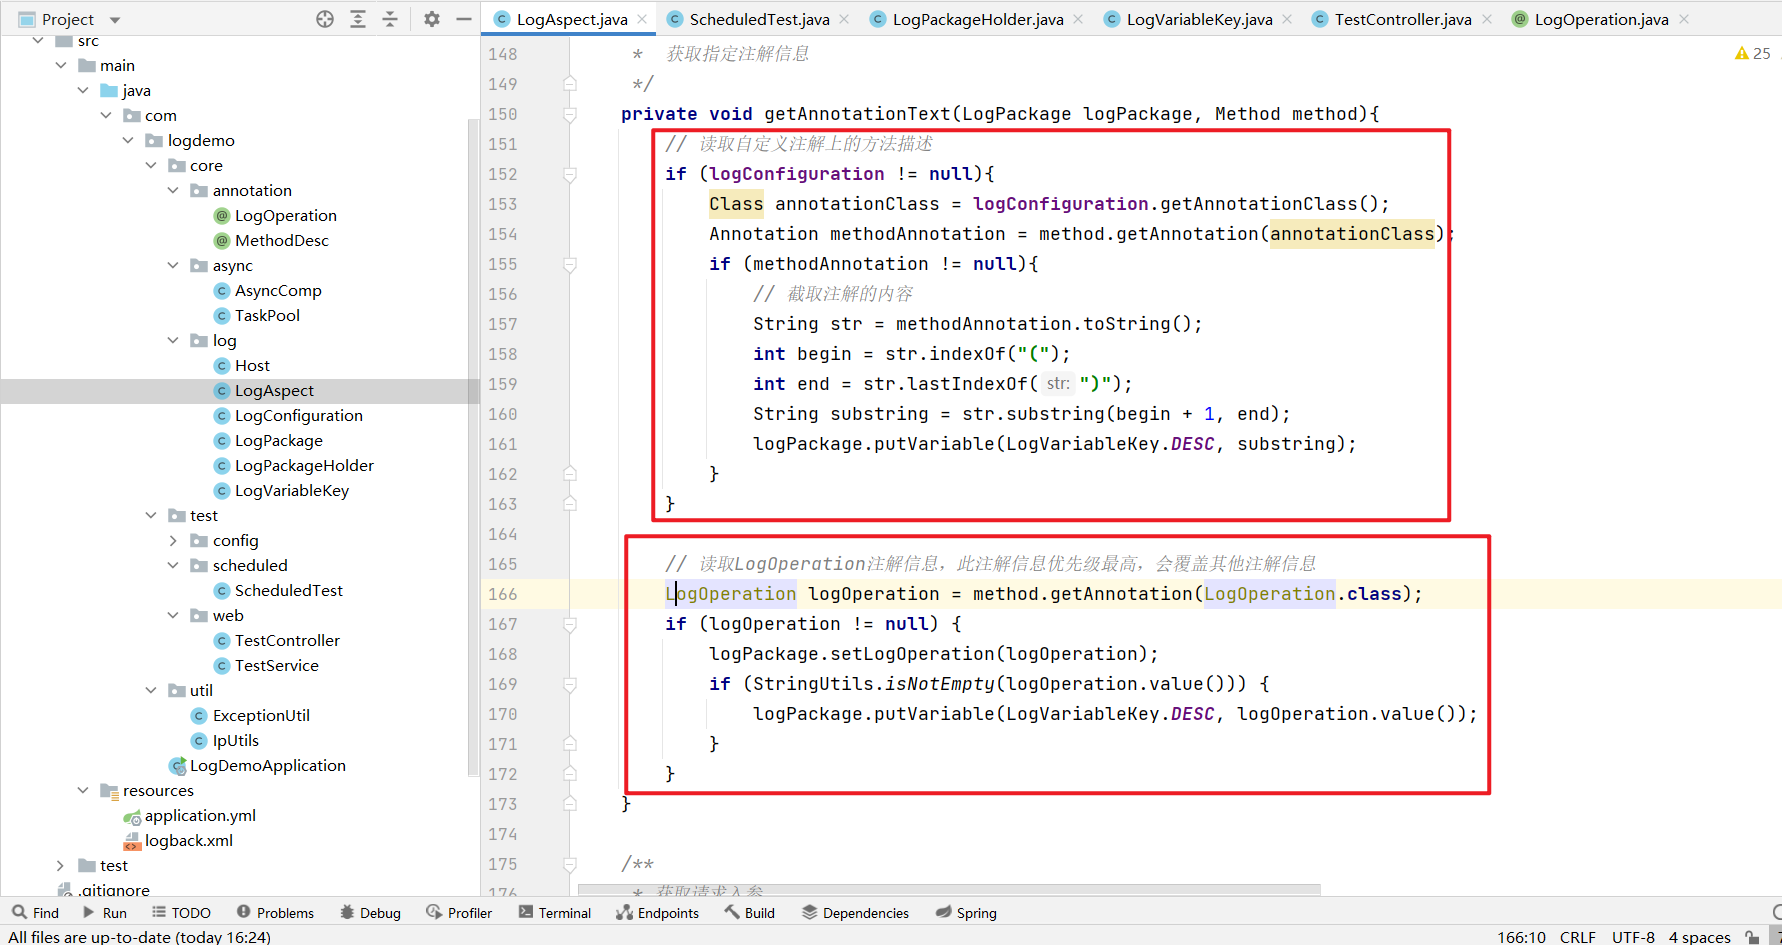 Project
LogAspect.java
ScheduledTest.java
LogPackageHolder.java
LogVariableKey.java
TestController.java
LogOperation.java
src
main
java
com
logdemo
core
annotation
LogOperation
MethodDesc
async
AsyncComp
TaskPool
log
Host
LogAspect
LogConfiguration
LogPackage
LogPackageHolder
LogVariableKey
test
config
scheduled
ScheduledTest
web
TestController
TestService
util
ExceptionUtil
IpUtils
LogDemoApplication
resources
application.yml
logback.xml
test
.gitignore
25
148 * 获取指定注解信息
149 */
150 private void getAnnotationText(LogPackage logPackage, Method method){
151 // 读取自定义注解上的方法描述
152 if (logConfiguration != null){
153 Class annotationClass = logConfiguration.getAnnotationClass();
154 Annotation methodAnnotation = method.getAnnotation(annotationClass);
155 if (methodAnnotation != null){
156 // 截取注解的内容
157 String str = methodAnnotation.toString();
158 int begin = str.indexOf("(");
159 int end = str.lastIndexOf( str: ")");
160 String substring = str.substring(begin + 1, end);
161 logPackage.putVariable(LogVariableKey.DESC, substring);
162 }
163 }
164
165 // 读取LogOperation注解信息，此注解信息优先级最高，会覆盖其他注解信息
166 LogOperation logOperation = method.getAnnotation(LogOperation.class);
167 if (logOperation != null) {
168 logPackage.setLogOperation(logOperation);
169 if (StringUtils.isNotEmpty(logOperation.value())) {
170 logPackage.putVariable(LogVariableKey.DESC, logOperation.value());
171 }
172 }
173 }
174
175 /**
176 * 获取请求入参
Find
Run
TODO
Problems
Debug
Profiler
Terminal
Endpoints
Build
Dependencies
Spring
All files are up-to-date (today 16:24)
166:10 CRLF UTF-8 4 spaces